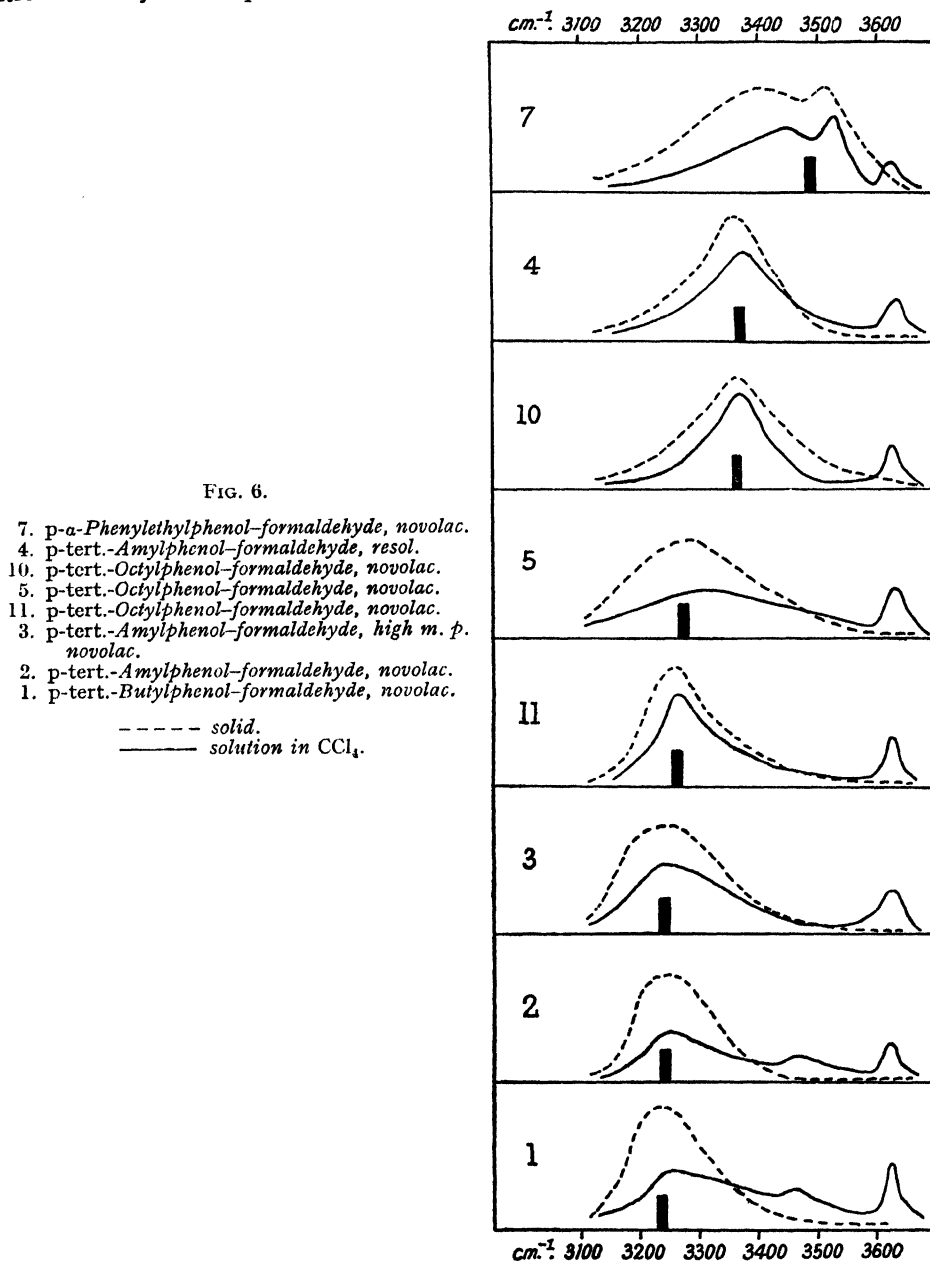 cm.⁻¹. 3100 3200 3300 3400 3500 3600
7
4
10
5
11
3
2
1
cm.⁻¹. 3100 3200 3300 3400 3500 3600
FIG. 6.
7. p-α-Phenylethylphenol–formaldehyde, novolac.
4. p-tert.-Amylphenol–formaldehyde, resol.
10. p-tert.-Octylphenol–formaldehyde, novolac.
5. p-tert.-Octylphenol–formaldehyde, novolac.
11. p-tert.-Octylphenol–formaldehyde, novolac.
3. p-tert.-Amylphenol–formaldehyde, high m. p.
novolac.
2. p-tert.-Amylphenol–formaldehyde, novolac.
1. p-tert.-Butylphenol–formaldehyde, novolac.
----- solid.
——— solution in CCl₄.